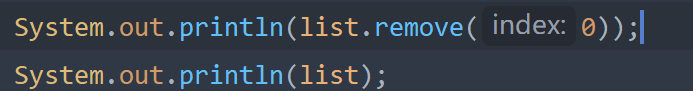 System.out.println(list.remove( index: 0));
System.out.println(list);